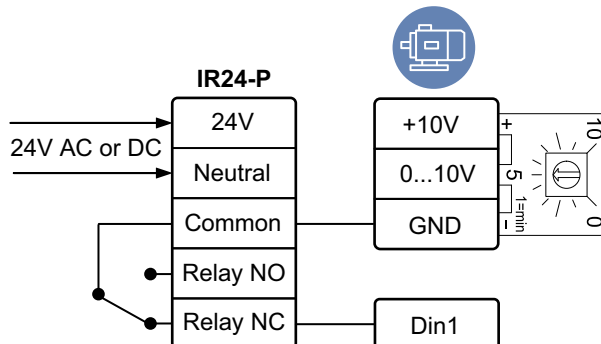 IR24-P
24V
24V AC or DC
Neutral
Common
Relay NO
Relay NC
+10V
0...10V
GND
Din1
+
5
1=min
-
10
0